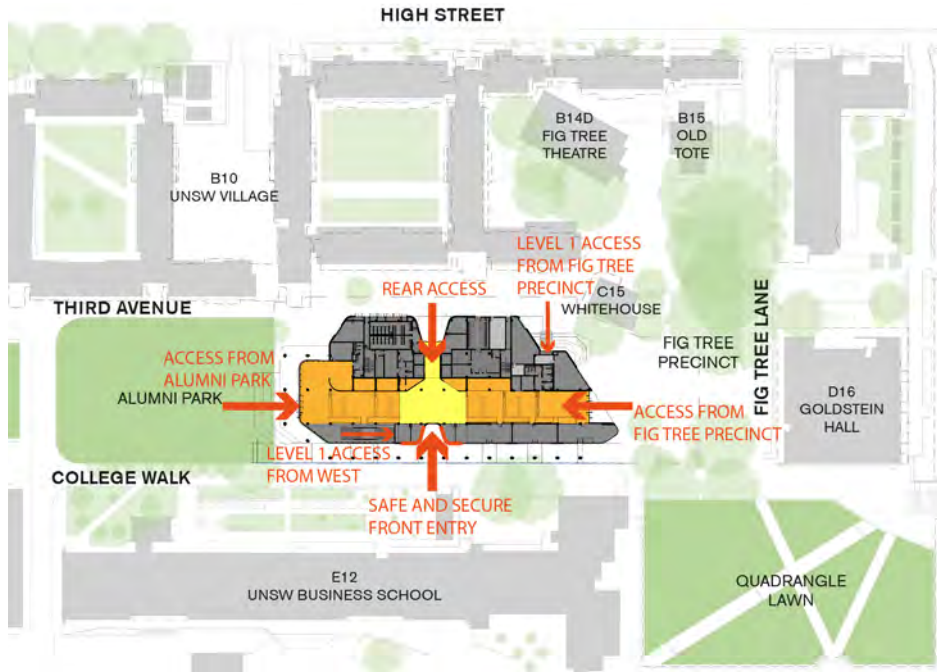 HIGH STREET
B14D
FIG TREE
THEATRE
B15
OLD
TOTE
B10
UNSW VILLAGE
LEVEL 1 ACCESS
FROM FIG TREE
PRECINCT
REAR ACCESS
C15
WHITEHOUSE
THIRD AVENUE
FIG TREE
PRECINCT
FIG TREE LANE
ACCESS FROM
ALUMNI PARK
ALUMNI PARK
D16
GOLDSTEIN
HALL
ACCESS FROM
FIG TREE PRECINCT
LEVEL 1 ACCESS
FROM WEST
COLLEGE WALK
SAFE AND SECURE
FRONT ENTRY
E12
UNSW BUSINESS SCHOOL
QUADRANGLE
LAWN